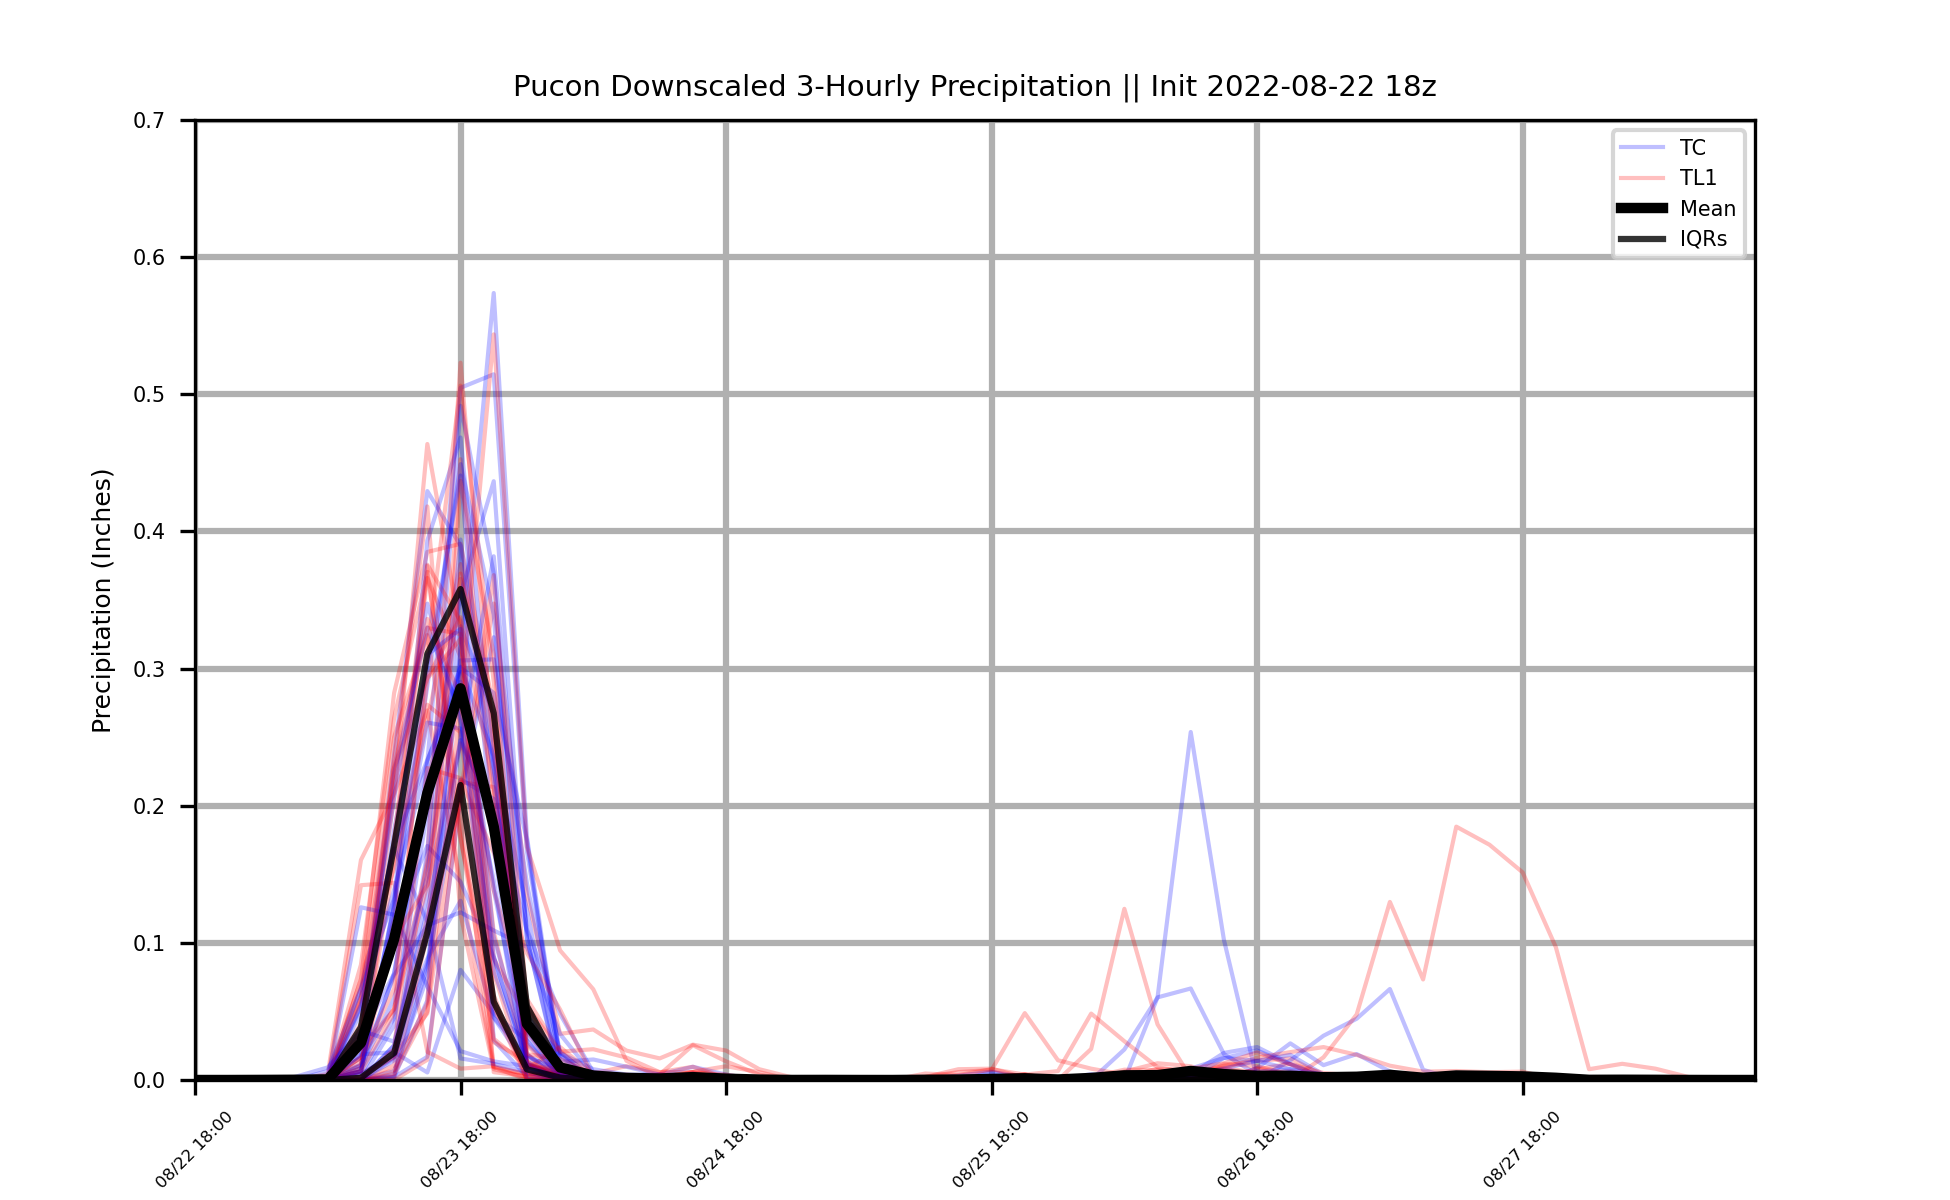 Pucon Downscaled 3-Hourly Precipitation || Init 2022-08-22 18z
0.7
0.6
0.5
0.4
0.3
0.2
0.1
0.0
Precipitation (Inches)
TC
TL1
Mean
IQRs
08/22 18:00
08/23 18:00
08/24 18:00
08/25 18:00
08/26 18:00
08/27 18:00